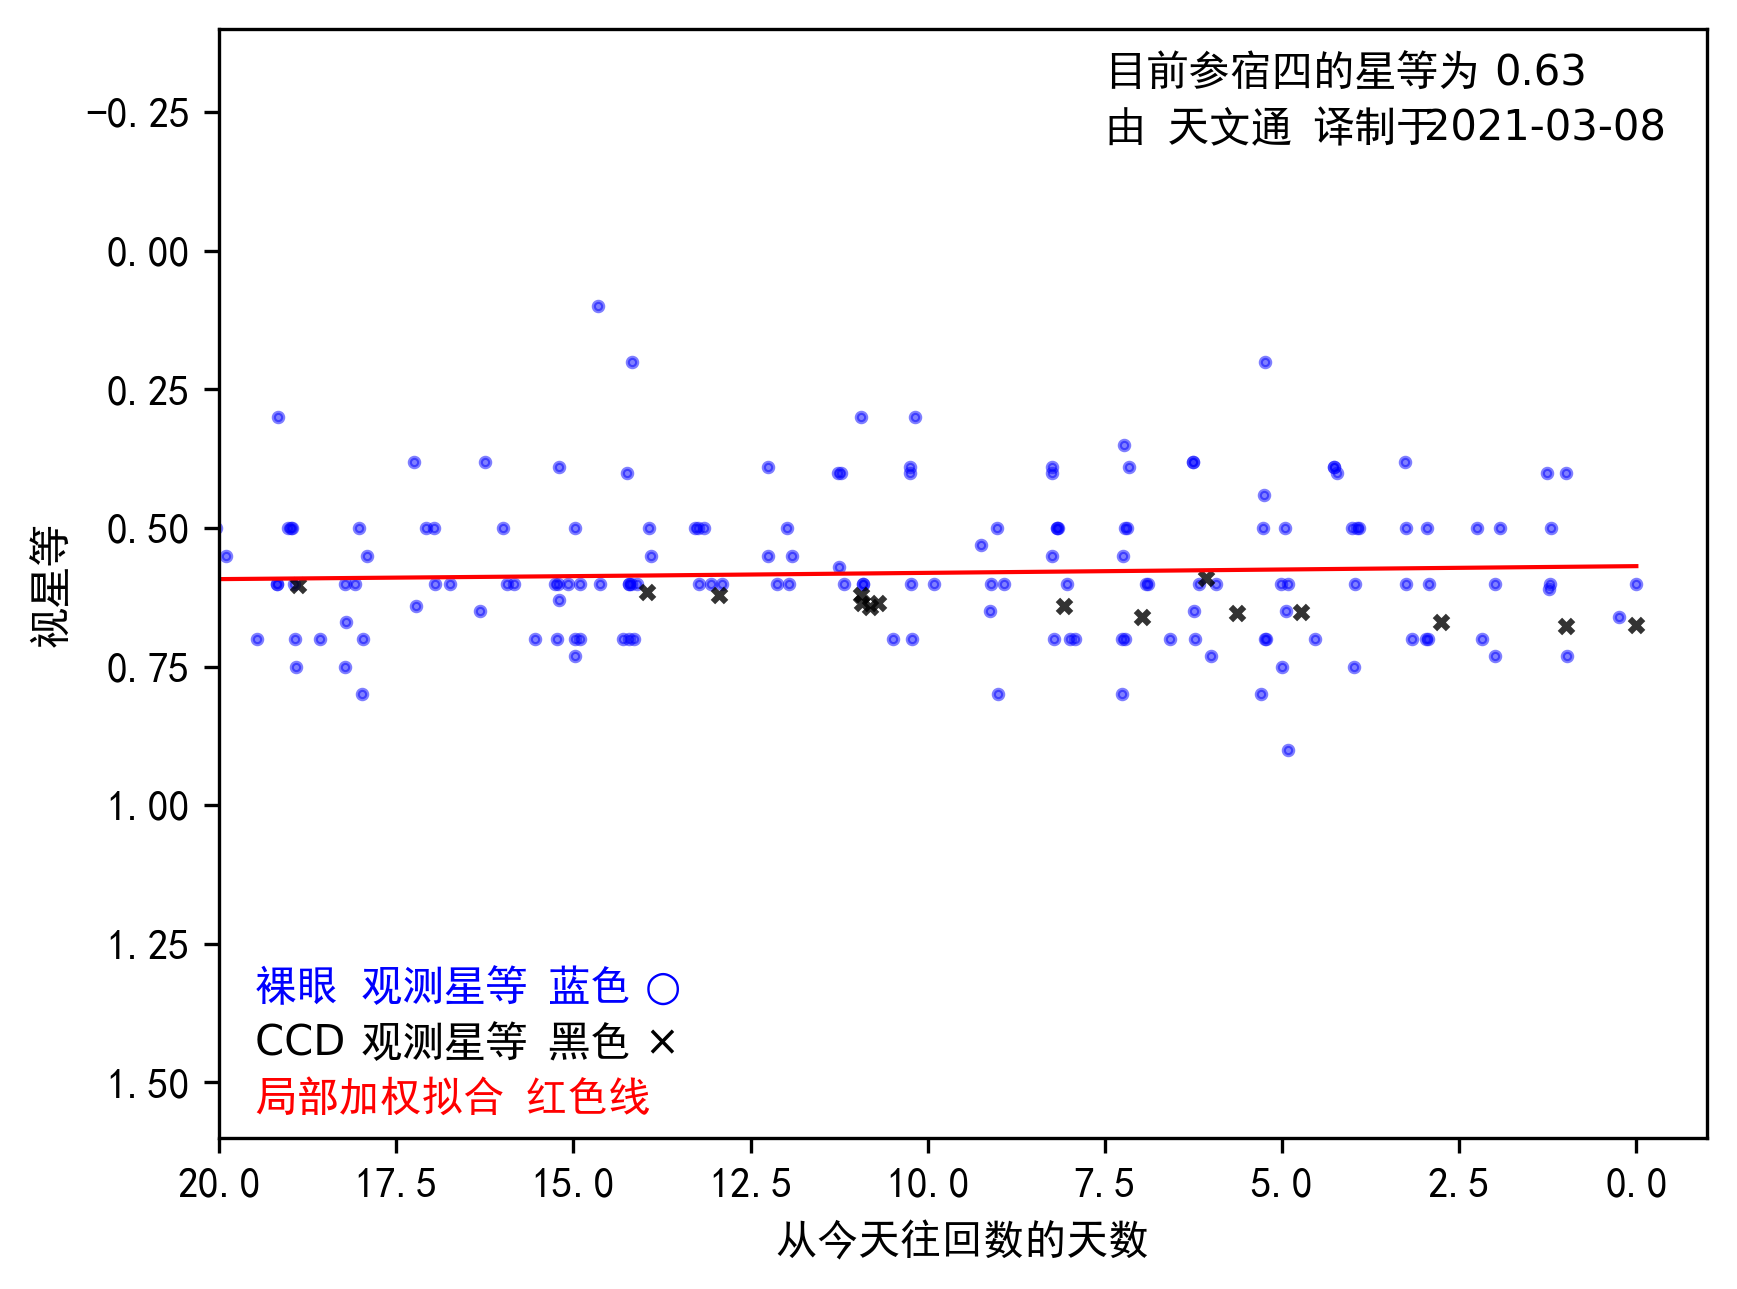 目前参宿四的星等为 0.63
由 天文通 译制于2021-03-08
−0.25
0.00
0.25
0.50
0.75
1.00
1.25
1.50
视星等
裸眼 观测星等 蓝色 ○
CCD 观测星等 黑色 ×
局部加权拟合 红色线
20.0 17.5 15.0 12.5 10.0 7.5 5.0 2.5 0.0
从今天往回数的天数